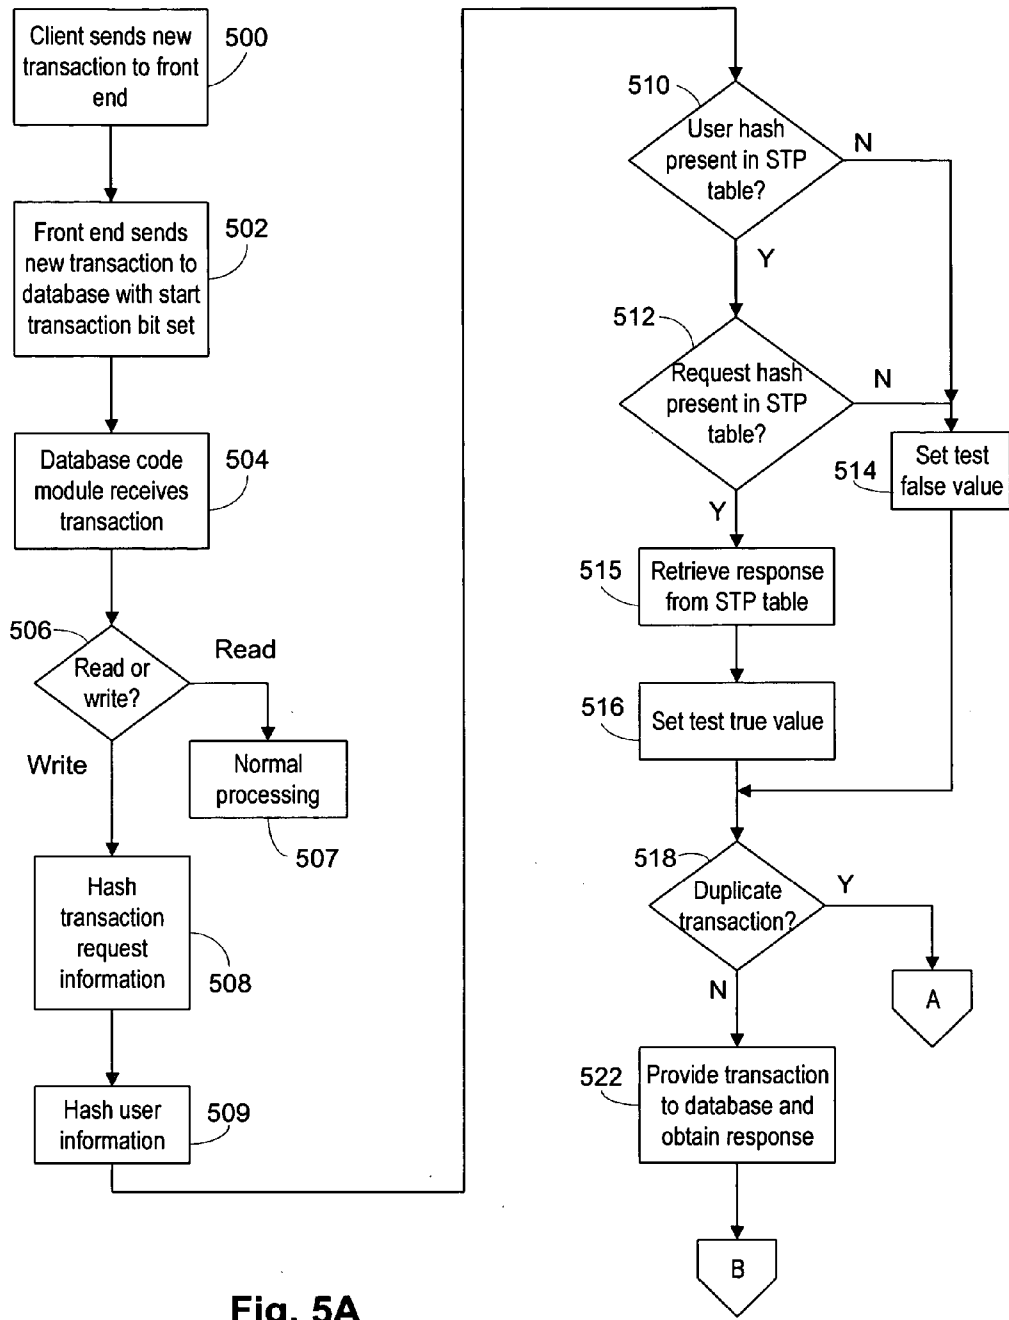 Client sends new
transaction to front
end
500
Front end sends
new transaction to
database with start
transaction bit set
502
Database code
module receives
transaction
504
506
Read or
write?
Read
Write
Normal
processing
507
Hash
transaction
request
information
508
Hash user
information
509
510
User hash
present in STP
table?
N
Y
512
Request hash
present in STP
table?
N
Y
514
Set test
false value
515
Retrieve response
from STP table
516
Set test true value
518
Duplicate
transaction?
Y
N
A
522
Provide transaction
to database and
obtain response
B
Fig. 5A